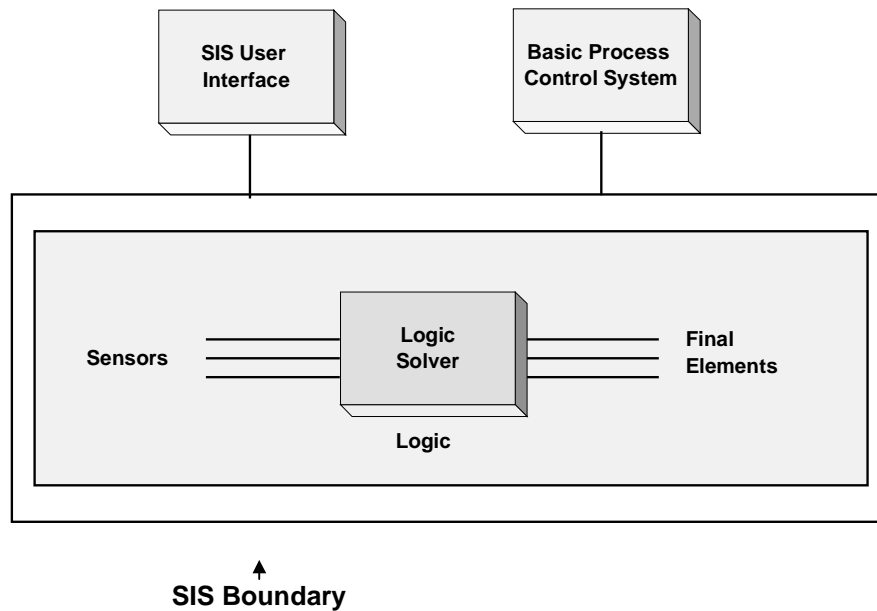 SIS User
Interface
Basic Process
Control System
Sensors
Logic
Solver
Final
Elements
Logic
SIS Boundary